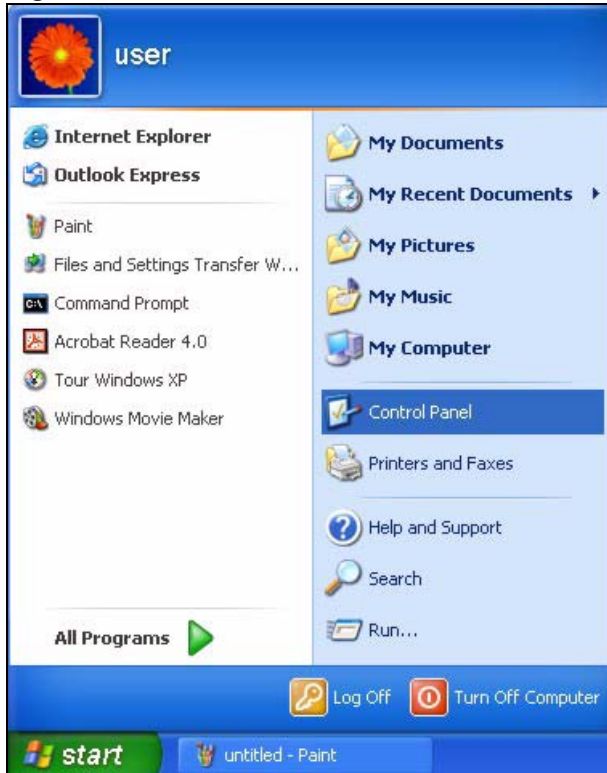 user
Internet Explorer
Outlook Express
Paint
Files and Settings Transfer W...
Command Prompt
Acrobat Reader 4.0
Tour Windows XP
Windows Movie Maker
All Programs
My Documents
My Recent Documents
My Pictures
My Music
My Computer
Control Panel
Printers and Faxes
Help and Support
Search
Run...
Log Off
Turn Off Computer
start
untitled - Paint